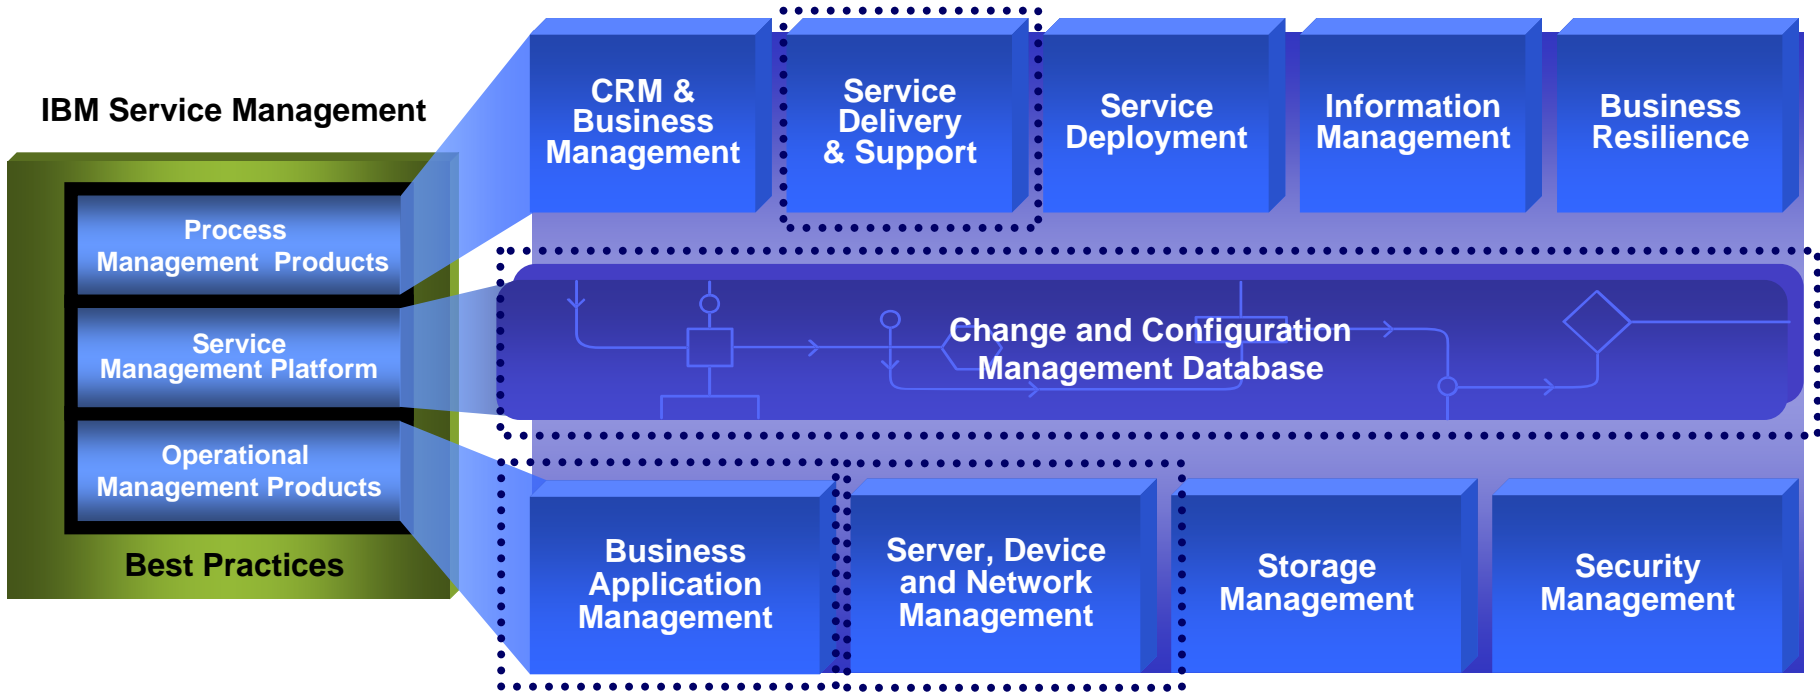 IBM Service Management
Process
Management Products
Service
Management Platform
Operational
Management Products
Best Practices
CRM &
Business
Management
Service
Delivery
& Support
Service
Deployment
Information
Management
Business
Resilience
Change and Configuration
Management Database
Business
Application
Management
Server, Device
and Network
Management
Storage
Management
Security
Management